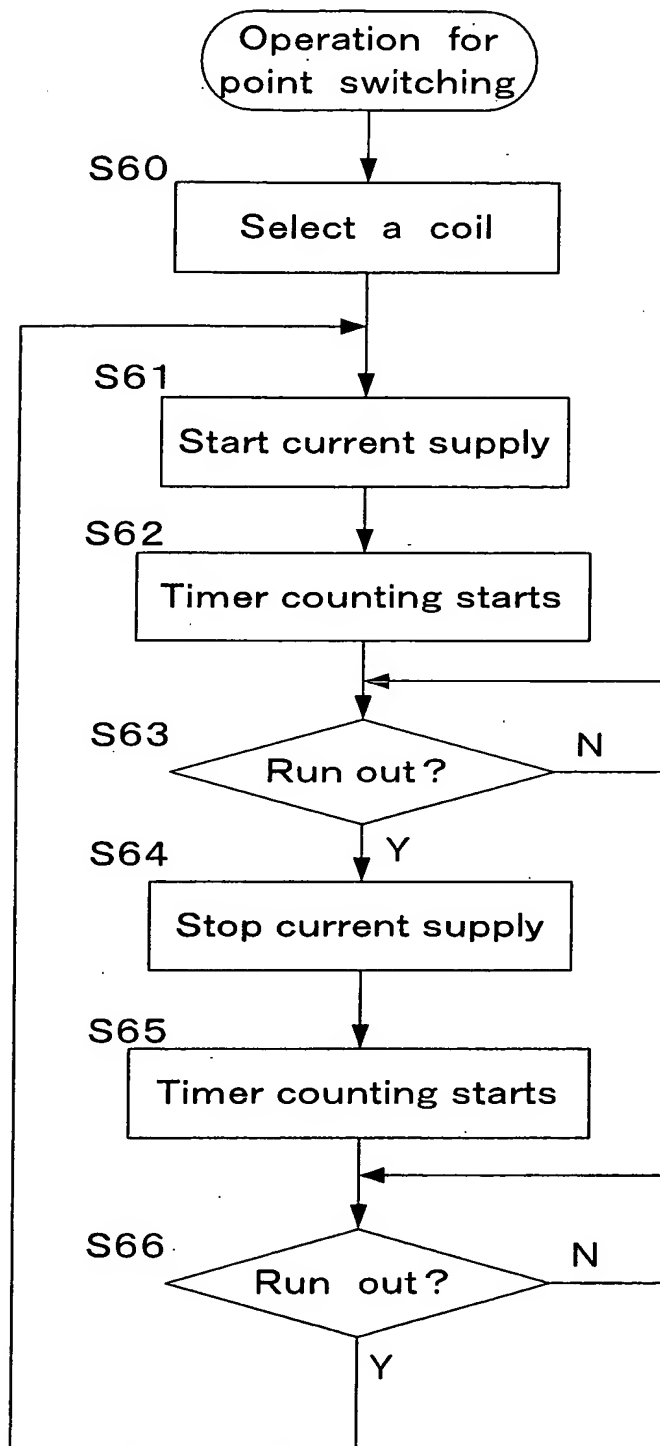 Operation for
point switching
S60
Select a coil
S61
Start current supply
S62
Timer counting starts
S63
Run out?
N
Y
S64
Stop current supply
S65
Timer counting starts
S66
Run out?
N
Y